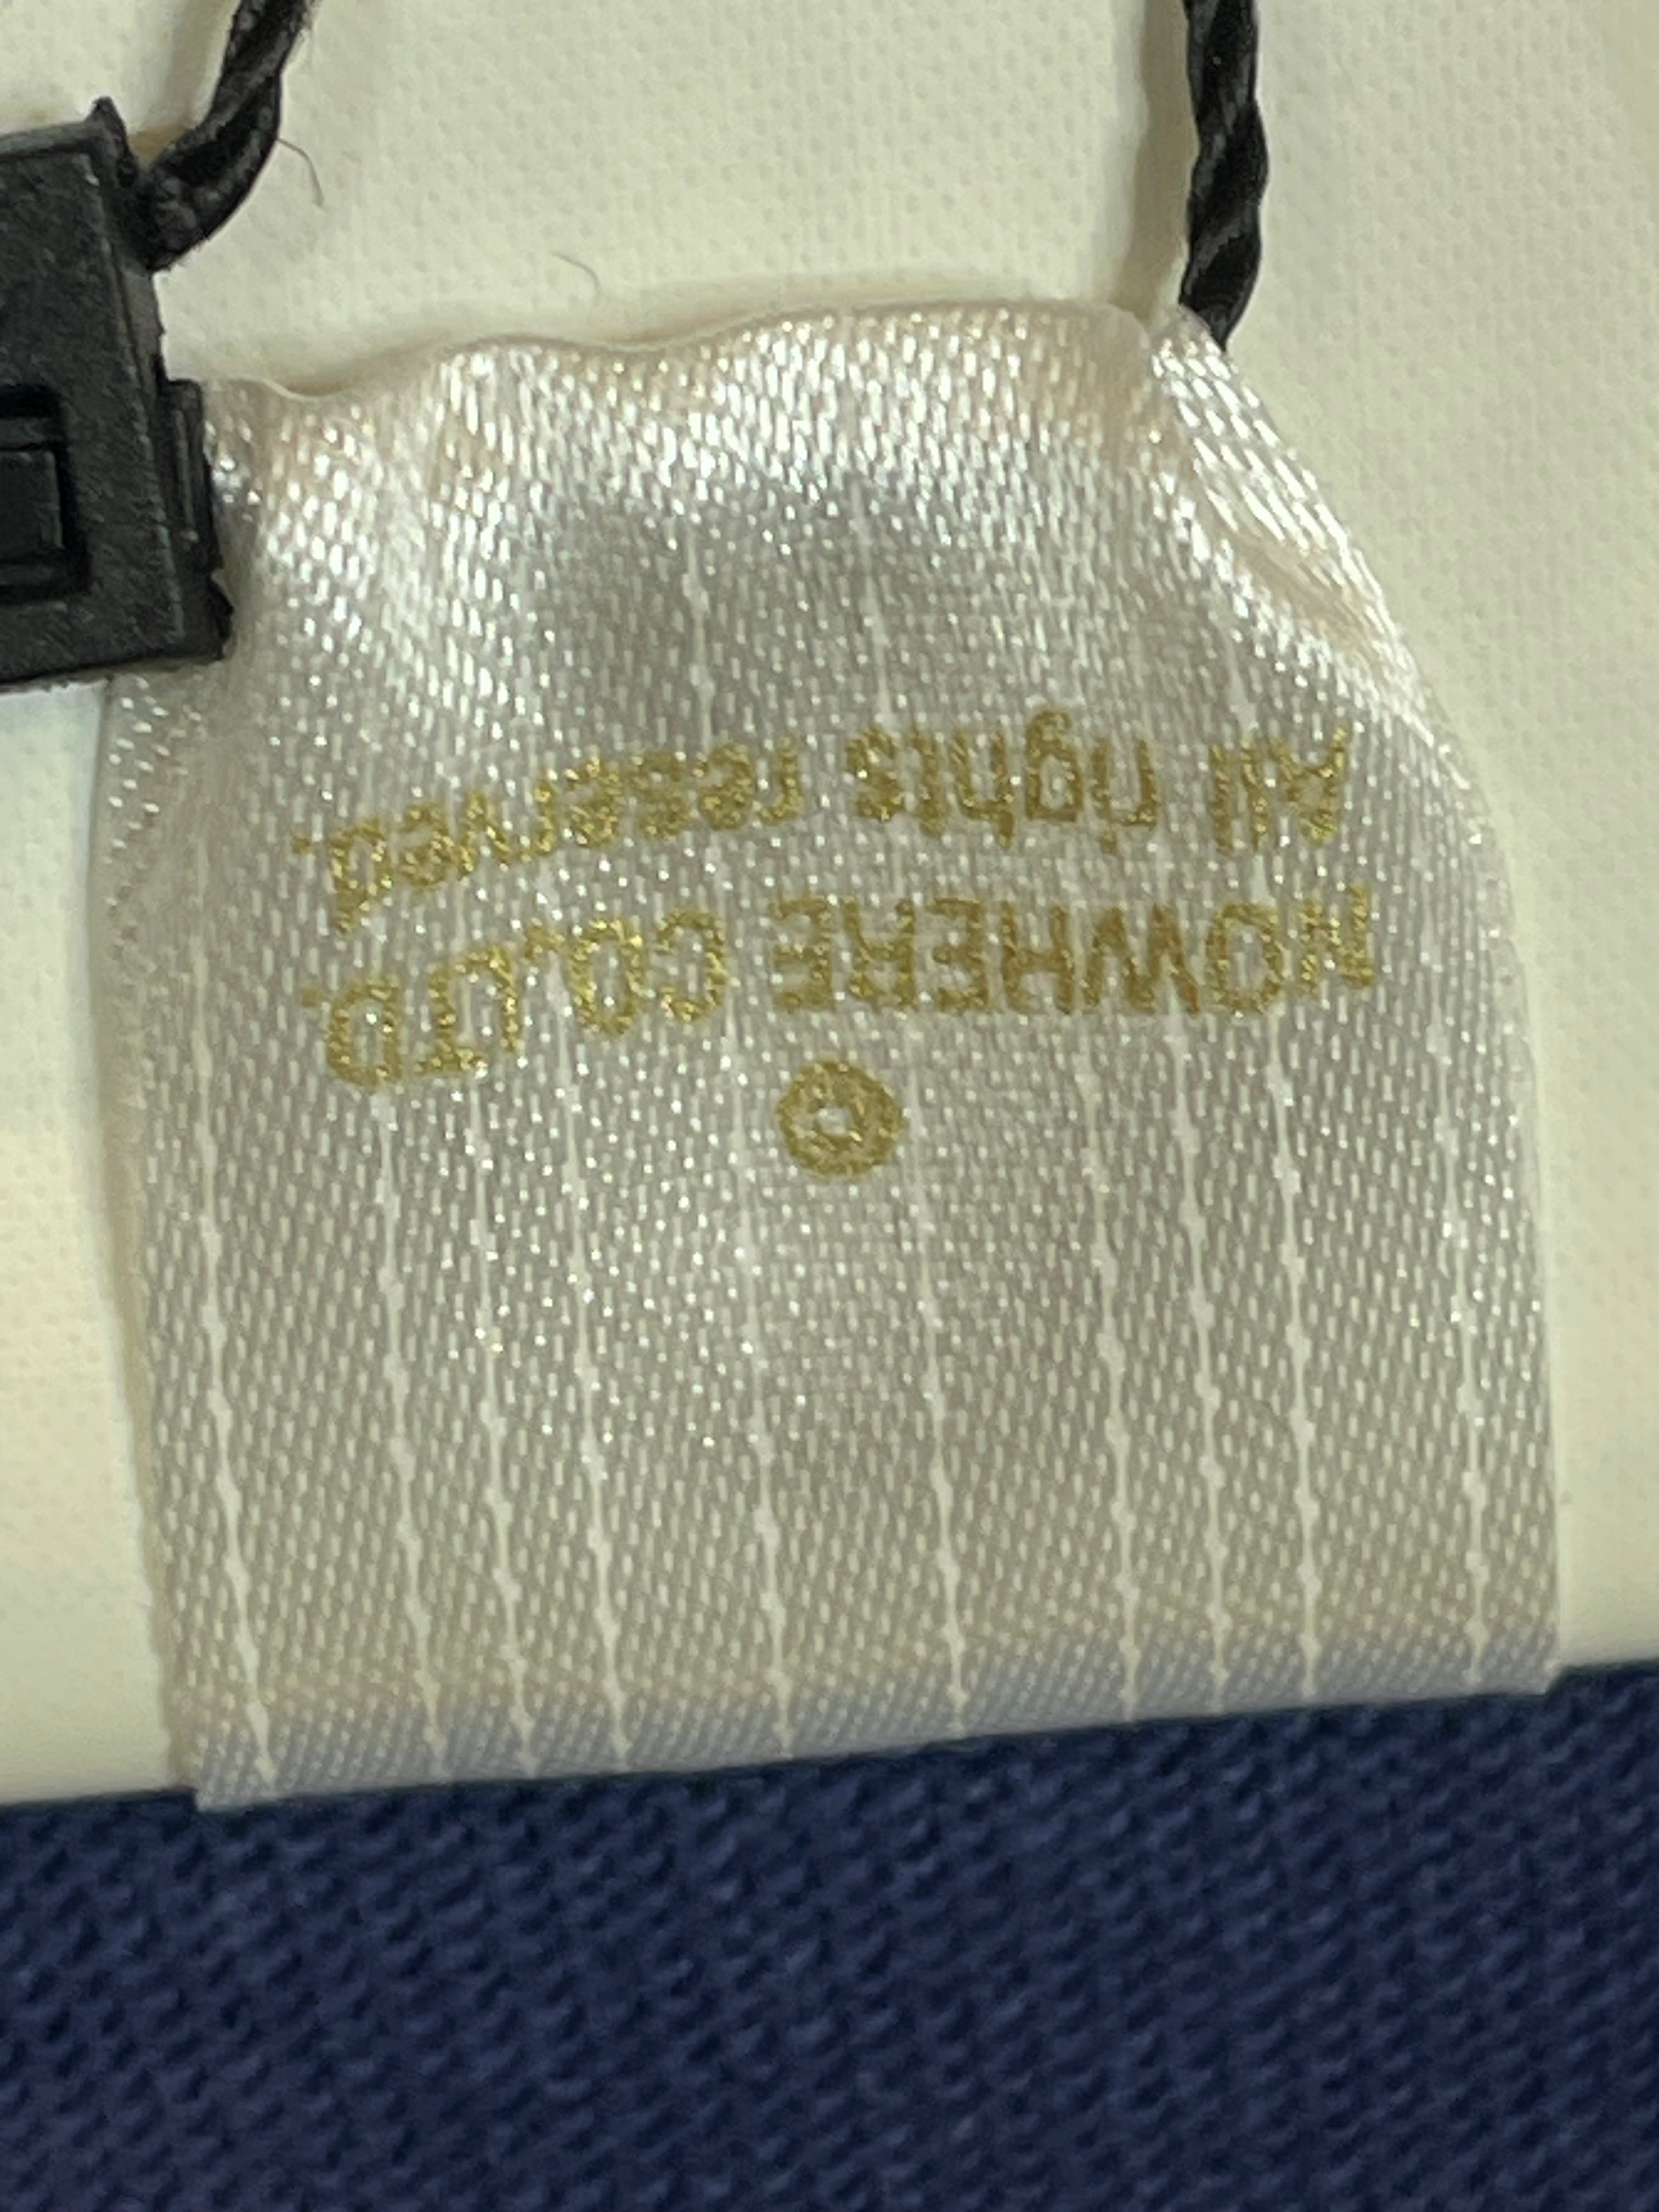 ©
NOWHERE CO.,LTD.
All rights reserved.